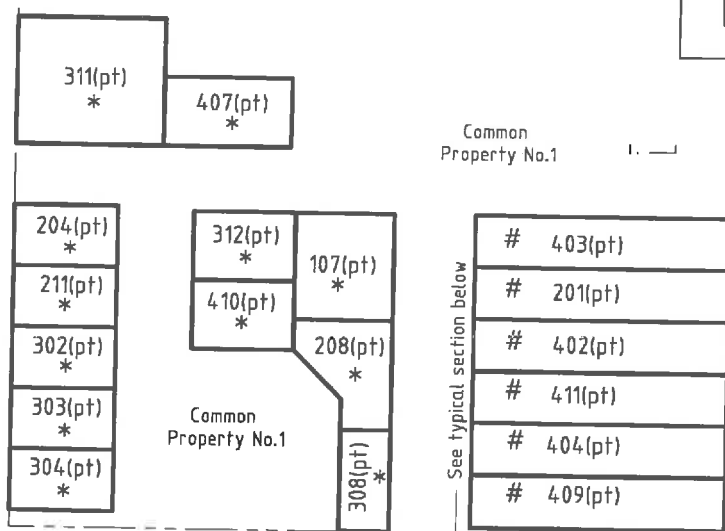 311(pt)
*
407(pt)
*
Common
Property No.1
204(pt)
*
211(pt)
*
302(pt)
*
303(pt)
*
304(pt)
*
312(pt)
*
410(pt)
*
107(pt)
*
208(pt)
*
308(pt)
*
Common
Property No.1
See typical section below
# 403(pt)
# 201(pt)
# 402(pt)
# 411(pt)
# 404(pt)
# 409(pt)